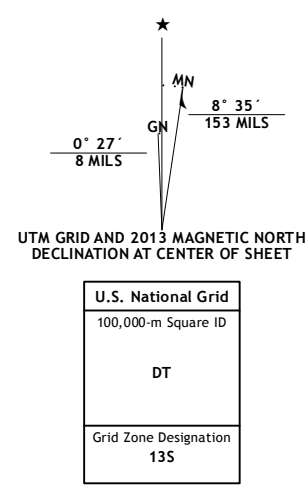 ★
MN
8° 35´
153 MILS
GN
0° 27´
8 MILS
UTM GRID AND 2013 MAGNETIC NORTH
DECLINATION AT CENTER OF SHEET
U.S. National Grid
100,000-m Square ID
DT
Grid Zone Designation
13S